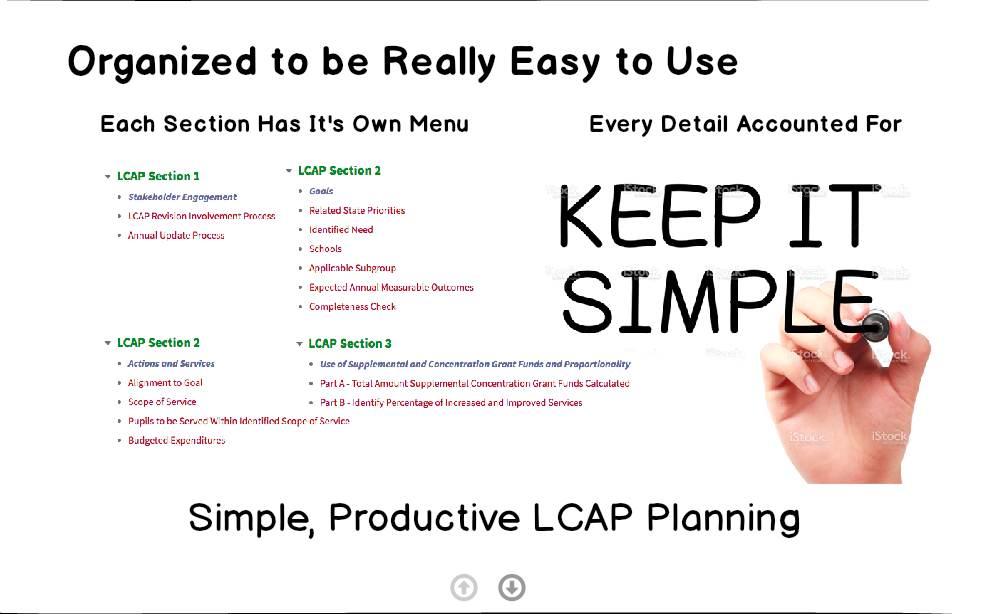 Organized to be Really Easy to Use
Each Section Has It's Own Menu
Every Detail Accounted For
LCAP Section 1
Stakeholder Engagement
LCAP Revision Involvement Process
Annual Update Process
LCAP Section 2
Goals
Related State Priorities
Identified Need
Schools
Applicable Subgroup
Expected Annual Measurable Outcomes
Completeness Check
LCAP Section 2
Actions and Services
Alignment to Goal
Scope of Service
Pupils to be Served Within Identified Scope of Service
Budgeted Expenditures
LCAP Section 3
Use of Supplemental and Concentration Grant Funds and Proportionality
Part A - Total Amount Supplemental Concentration Grant Funds Calculated
Part B - Identify Percentage of Increased and Improved Services
KEEP IT
SIMPLE
iStock.
iStock.
iStock.
iStock.
Simple, Productive LCAP Planning